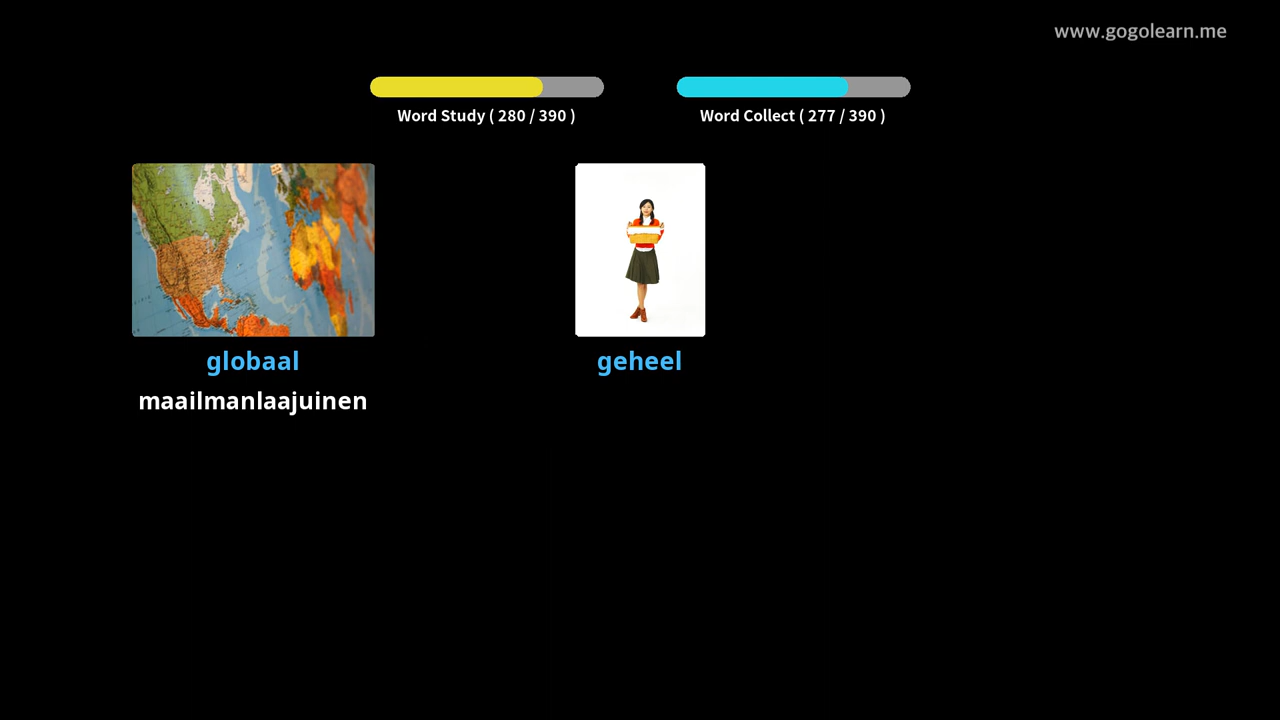 www.gogolearn.me
Word Study ( 280 / 390 )
Word Collect ( 277 / 390 )
globaal
geheel
maailmanlaajuinen